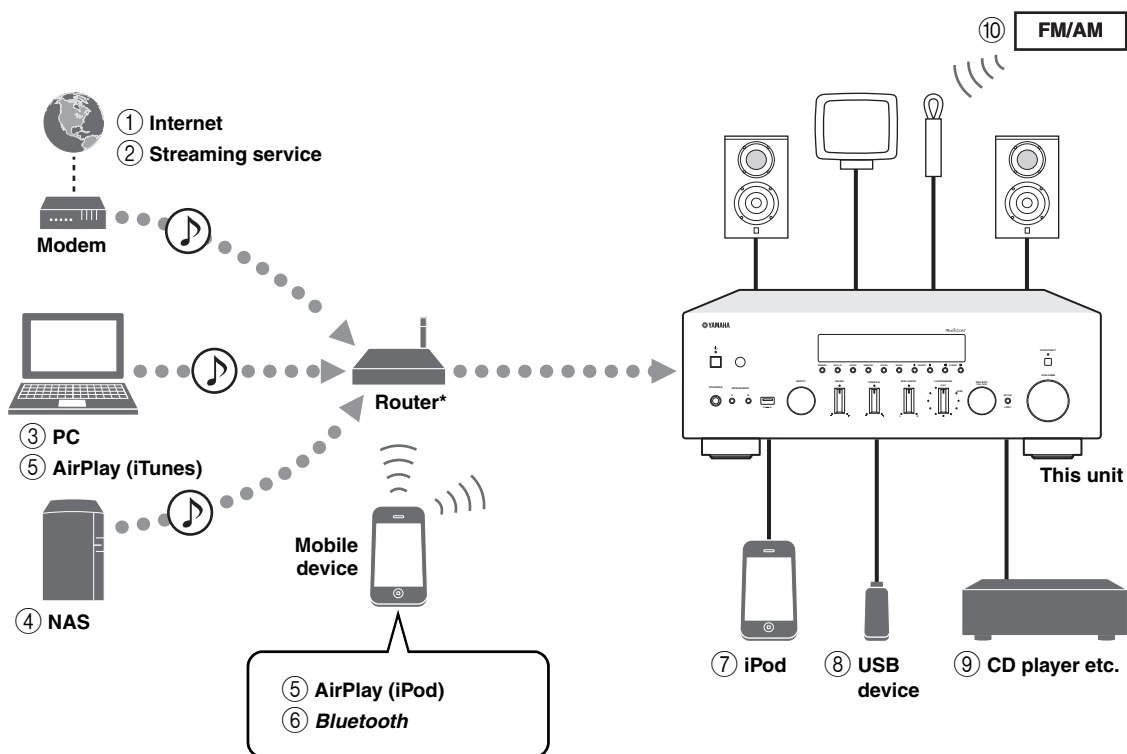 ⑩ FM/AM
① Internet
② Streaming service
Modem
YAMAHA
③ PC
⑤ AirPlay (iTunes)
Router*
This unit
Mobile
device
④ NAS
⑦ iPod
⑧ USB
device
⑨ CD player etc.
⑤ AirPlay (iPod)
⑥ Bluetooth